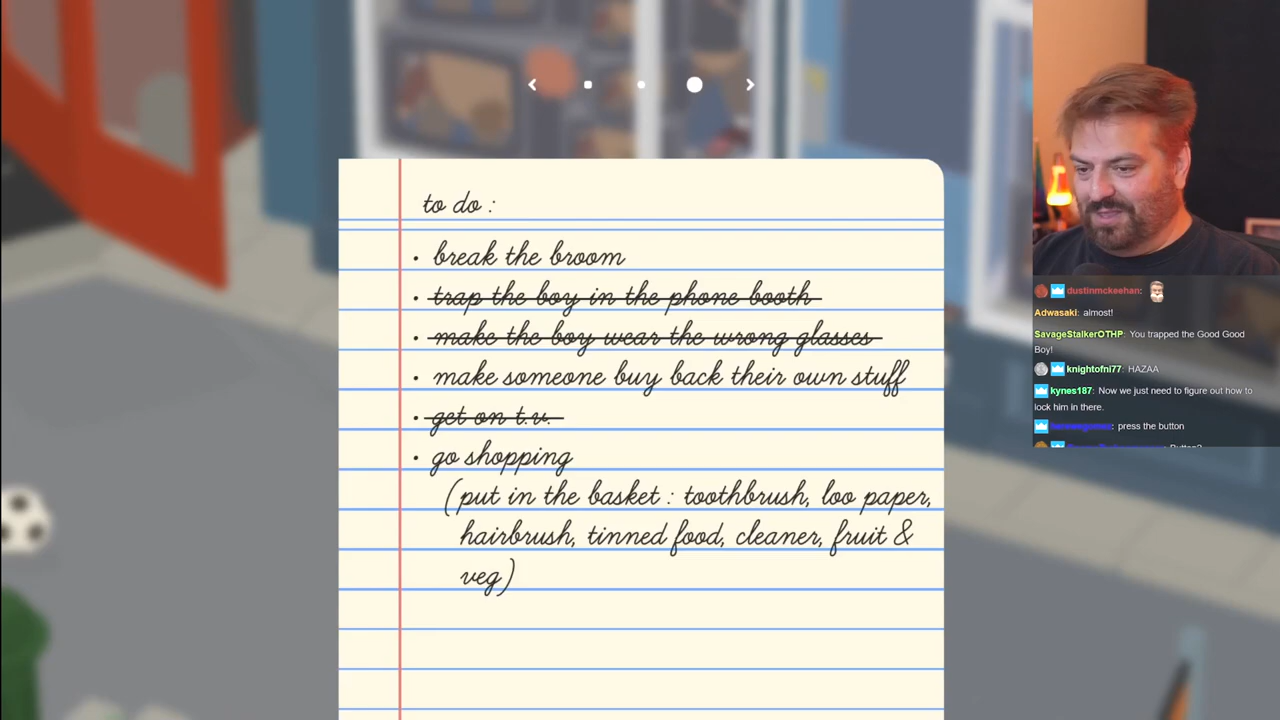 to do :
• break the broom
• trap the boy in the phone booth
• make the boy wear the wrong glasses
• make someone buy back their own stuff
• get on t.v.
• go shopping
(put in the basket : toothbrush, loo paper,
hairbrush, tinned food, cleaner, fruit &
veg)
dustinmckeehan:
Adwasaki: almost!
SavageStalkerOTHP: You trapped the Good Good
Boy!
knightofni77: HAZAA
kynes187: Now we just need to figure out how to
lock him in there.
: press the button